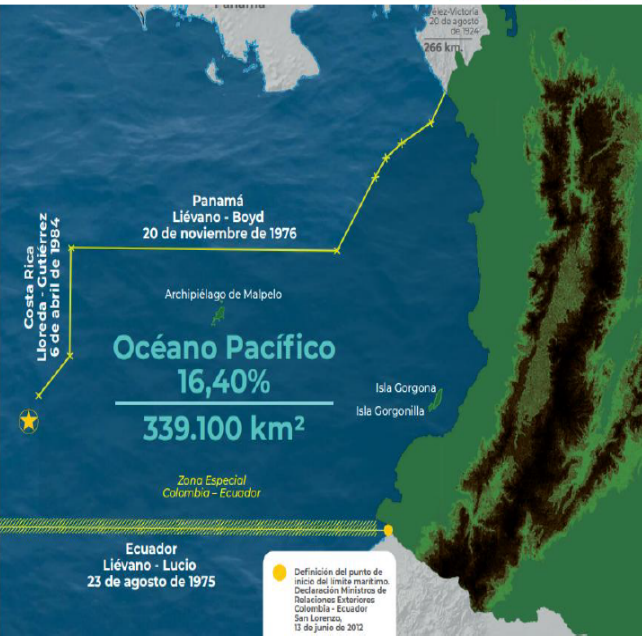 Panamá
Vélez-Victoria
20 de agosto
de 1924
266 km.
Panamá
Liévano - Boyd
20 de noviembre de 1976
Costa Rica
Lloreda - Gutiérrez
6 de abril de 1984
Archipiélago de Malpelo
Océano Pacífico
16,40%
339.100 km²
Isla Gorgona
Isla Gorgonilla
Zona Especial
Colombia - Ecuador
Ecuador
Liévano - Lucio
23 de agosto de 1975
Definición del punto de
inicio del límite marítimo.
Declaración Ministros de
Relaciones Exteriores
Colombia - Ecuador
San Lorenzo,
13 de junio de 2012